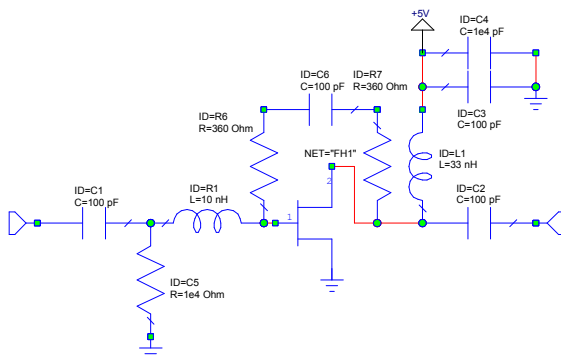 +5V
ID=C4
C=1e4 pF
ID=C6
C=100 pF
ID=R7
R=360 Ohm
ID=C3
C=100 pF
ID=R6
R=360 Ohm
NET="FH1"
ID=L1
L=33 nH
2
ID=C1
C=100 pF
ID=R1
L=10 nH
1
ID=C2
C=100 pF
ID=C5
R=1e4 Ohm